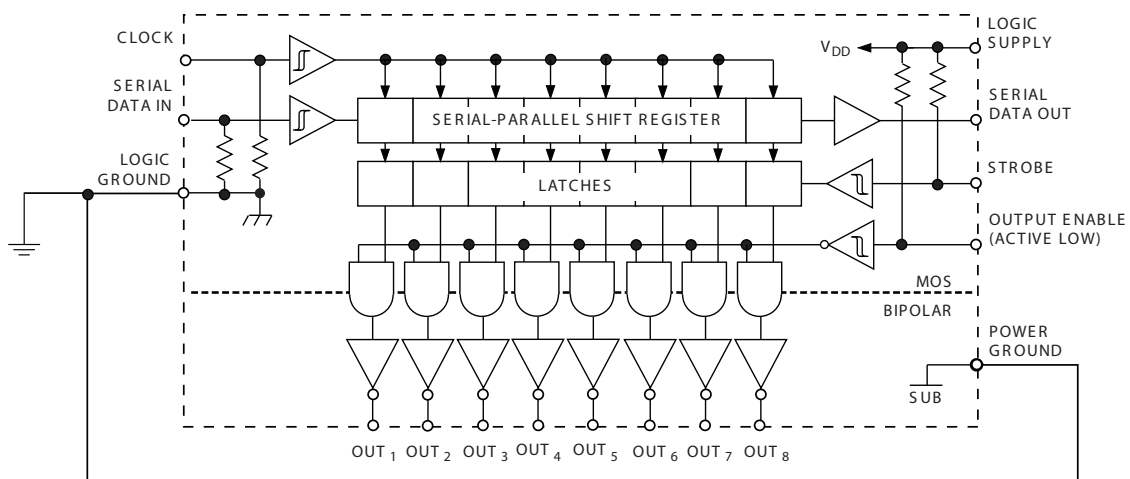 CLOCK
SERIAL
DATA IN
LOGIC
GROUND
V DD
LOGIC
SUPPLY
SERIAL
DATA OUT
STROBE
OUTPUT ENABLE
(ACTIVE LOW)
SERIAL-PARALLEL SHIFT REGISTER
LATCHES
MOS
BIPOLAR
POWER
GROUND
SUB
OUT 1 OUT 2 OUT 3 OUT 4 OUT 5 OUT 6 OUT 7 OUT 8